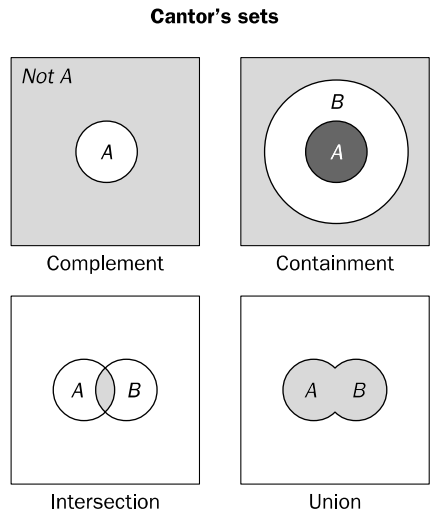 Cantor's sets
Not A
A
B
A
Complement
Containment
A B
A B
Intersection
Union